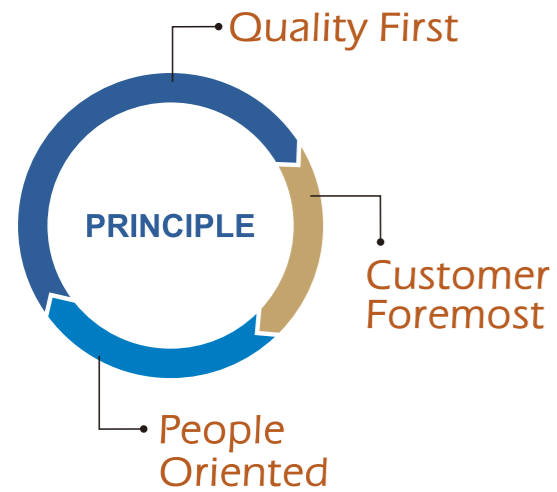 Quality First
PRINCIPLE
Customer
Foremost
People
Oriented